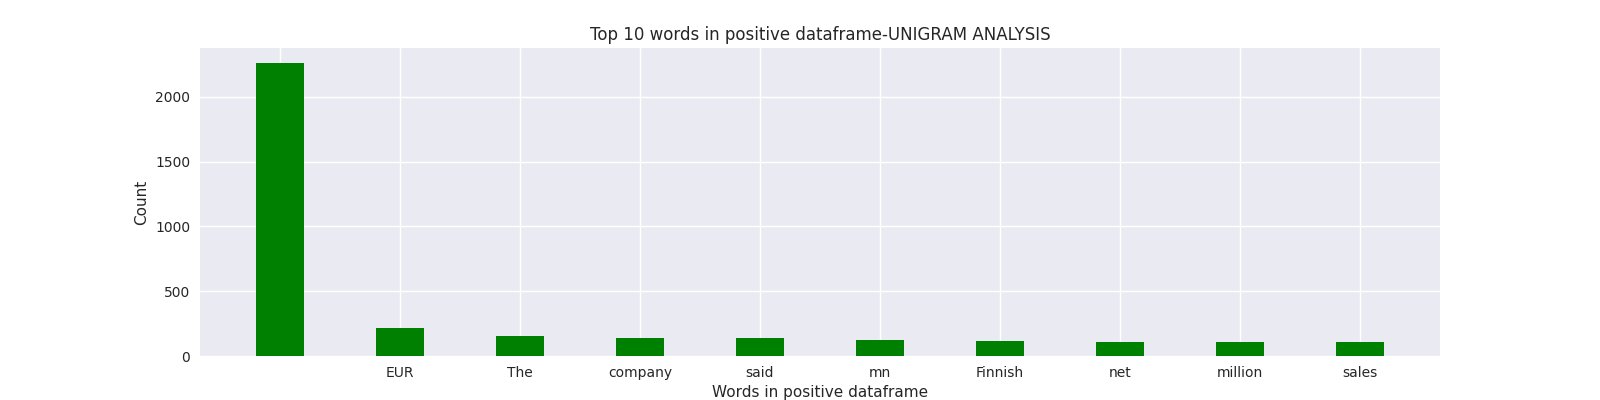 Top 10 words in positive dataframe-UNIGRAM ANALYSIS
2000
1500
1000
500
0
Count
EUR The company said mn Finnish net million sales
Words in positive dataframe